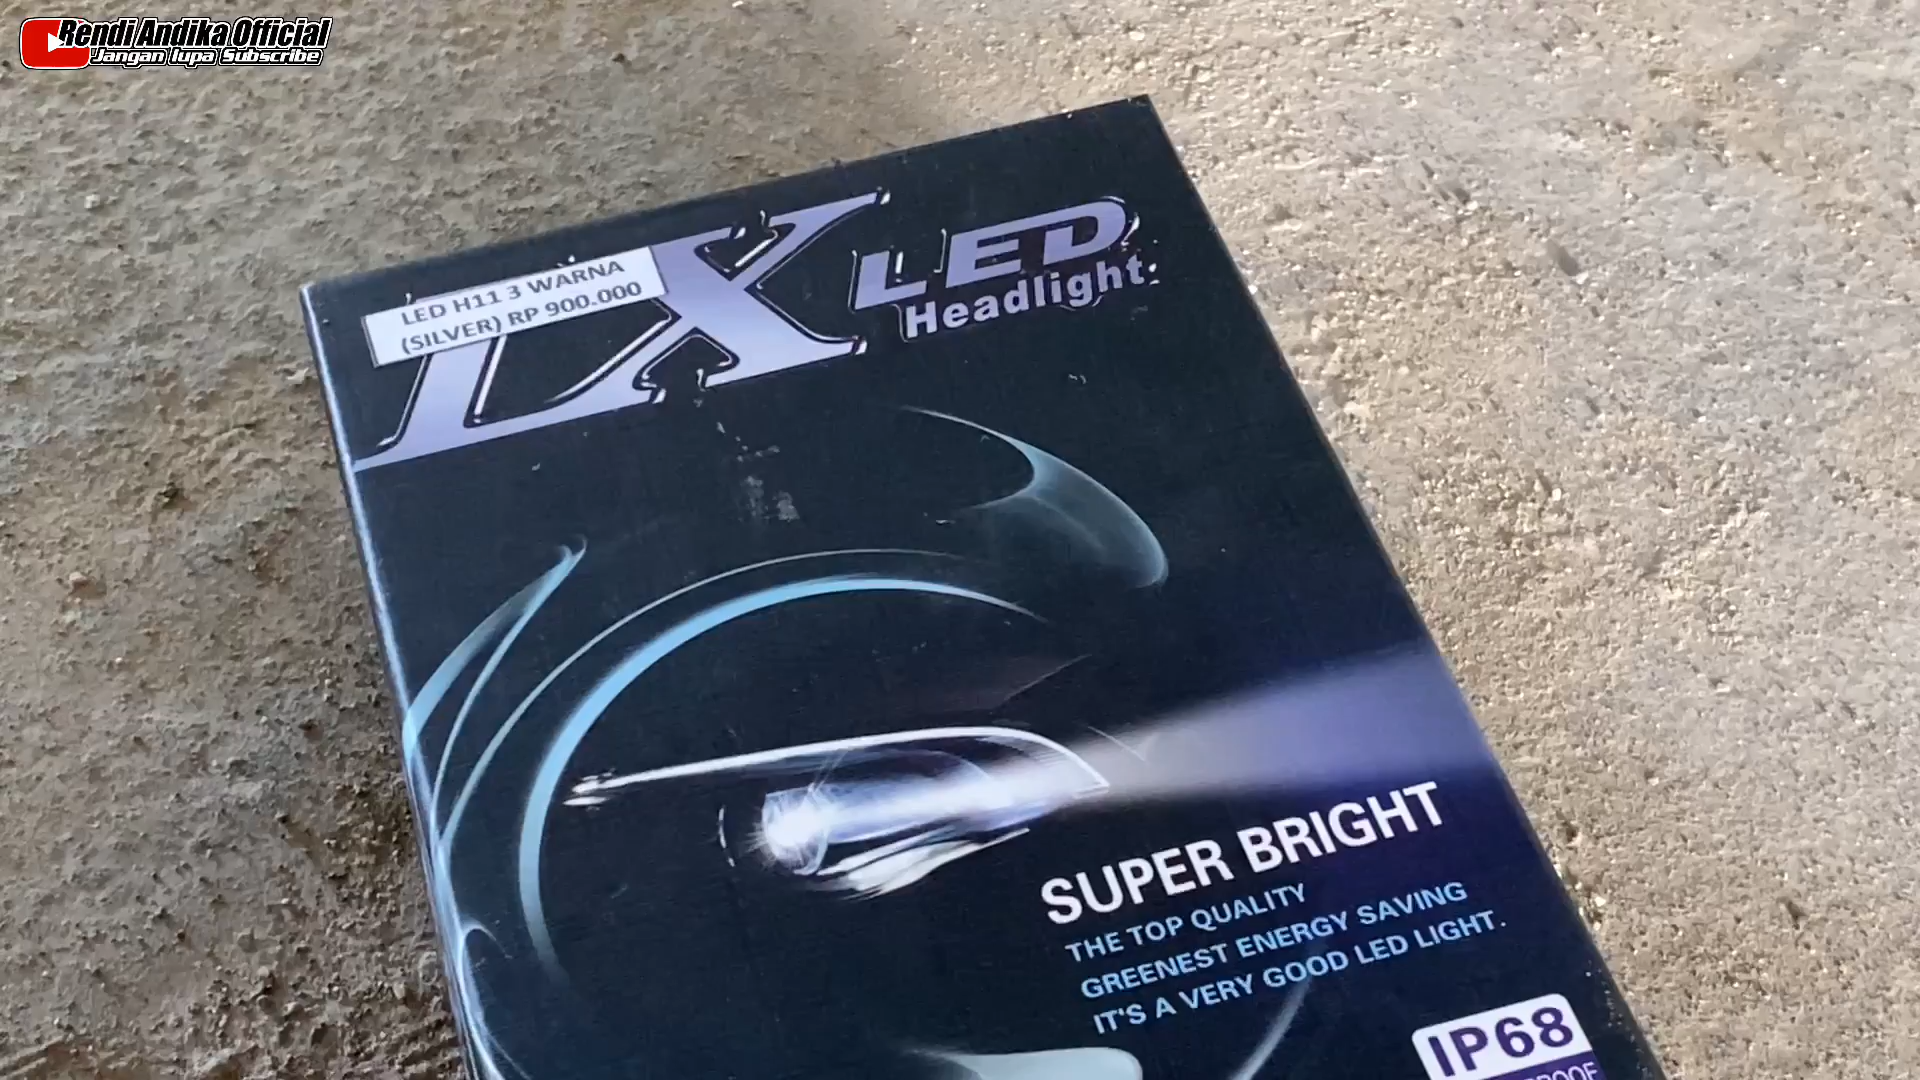 Rendi Andika Official
Jangan lupa Subscribe
LX LED
Headlight
LED H11 3 WARNA
(SILVER) RP 900.000
SUPER BRIGHT
THE TOP QUALITY
GREENEST ENERGY SAVING
IT'S A VERY GOOD LED LIGHT.
IP68